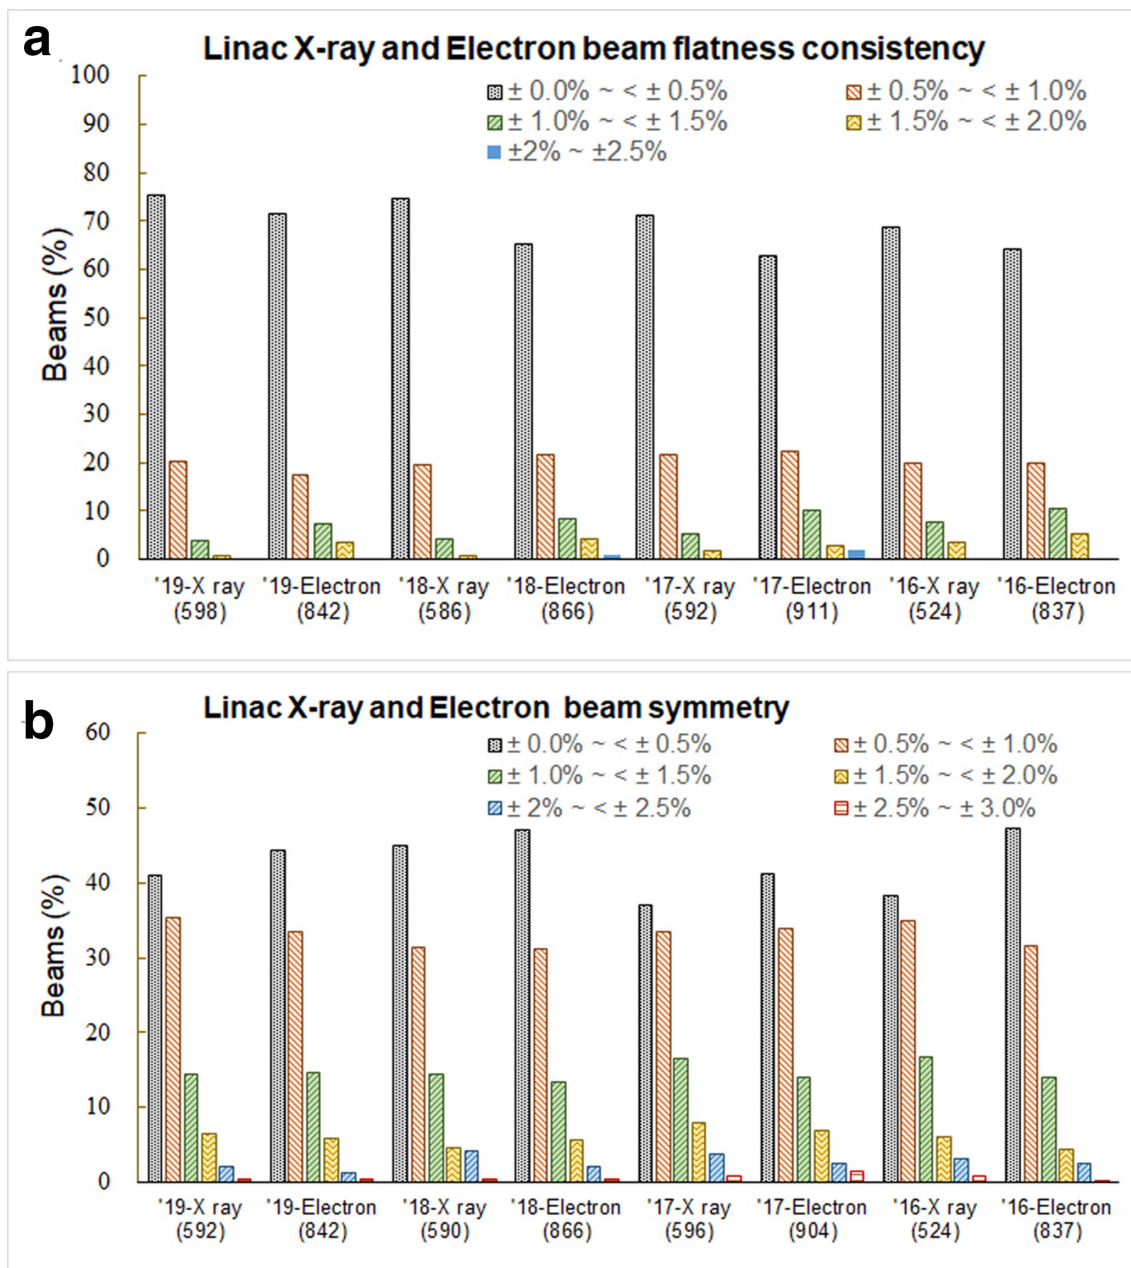 a
Linac X-ray and Electron beam flatness consistency
100
± 0.0% ~ < ± 0.5%
± 0.5% ~ < ± 1.0%
90
± 1.0% ~ < ± 1.5%
± 1.5% ~ < ± 2.0%
±2% ~ ±2.5%
80
70
60
50
40
30
20
10
0
Beams (%)
'19-X ray '19-Electron '18-X ray '18-Electron '17-X ray '17-Electron '16-X ray '16-Electron
(598) (842) (586) (866) (592) (911) (524) (837)
b
Linac X-ray and Electron beam symmetry
60
± 0.0% ~ < ± 0.5%
± 0.5% ~ < ± 1.0%
± 1.0% ~ < ± 1.5%
± 1.5% ~ < ± 2.0%
± 2% ~ < ± 2.5%
± 2.5% ~ ± 3.0%
50
40
30
20
10
0
Beams (%)
'19-X ray '19-Electron '18-X ray '18-Electron '17-X ray '17-Electron '16-X ray '16-Electron
(592) (842) (590) (866) (596) (904) (524) (837)